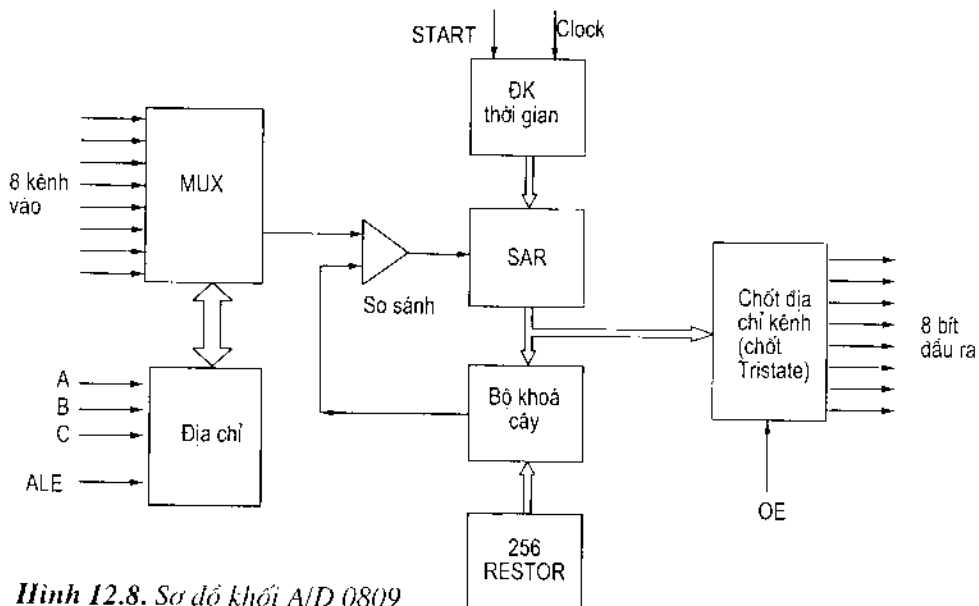 START
Clock
ĐK
thời gian
8 kênh
vào
MUX
SAR
So sánh
Chốt địa
chỉ kênh
(chốt
Tristate)
8 bít
đầu ra
A
B
C
ALE
Địa chỉ
Bộ khoá
cây
OE
256
RESTOR
Hình 12.8. Sơ đồ khối A/D 0809